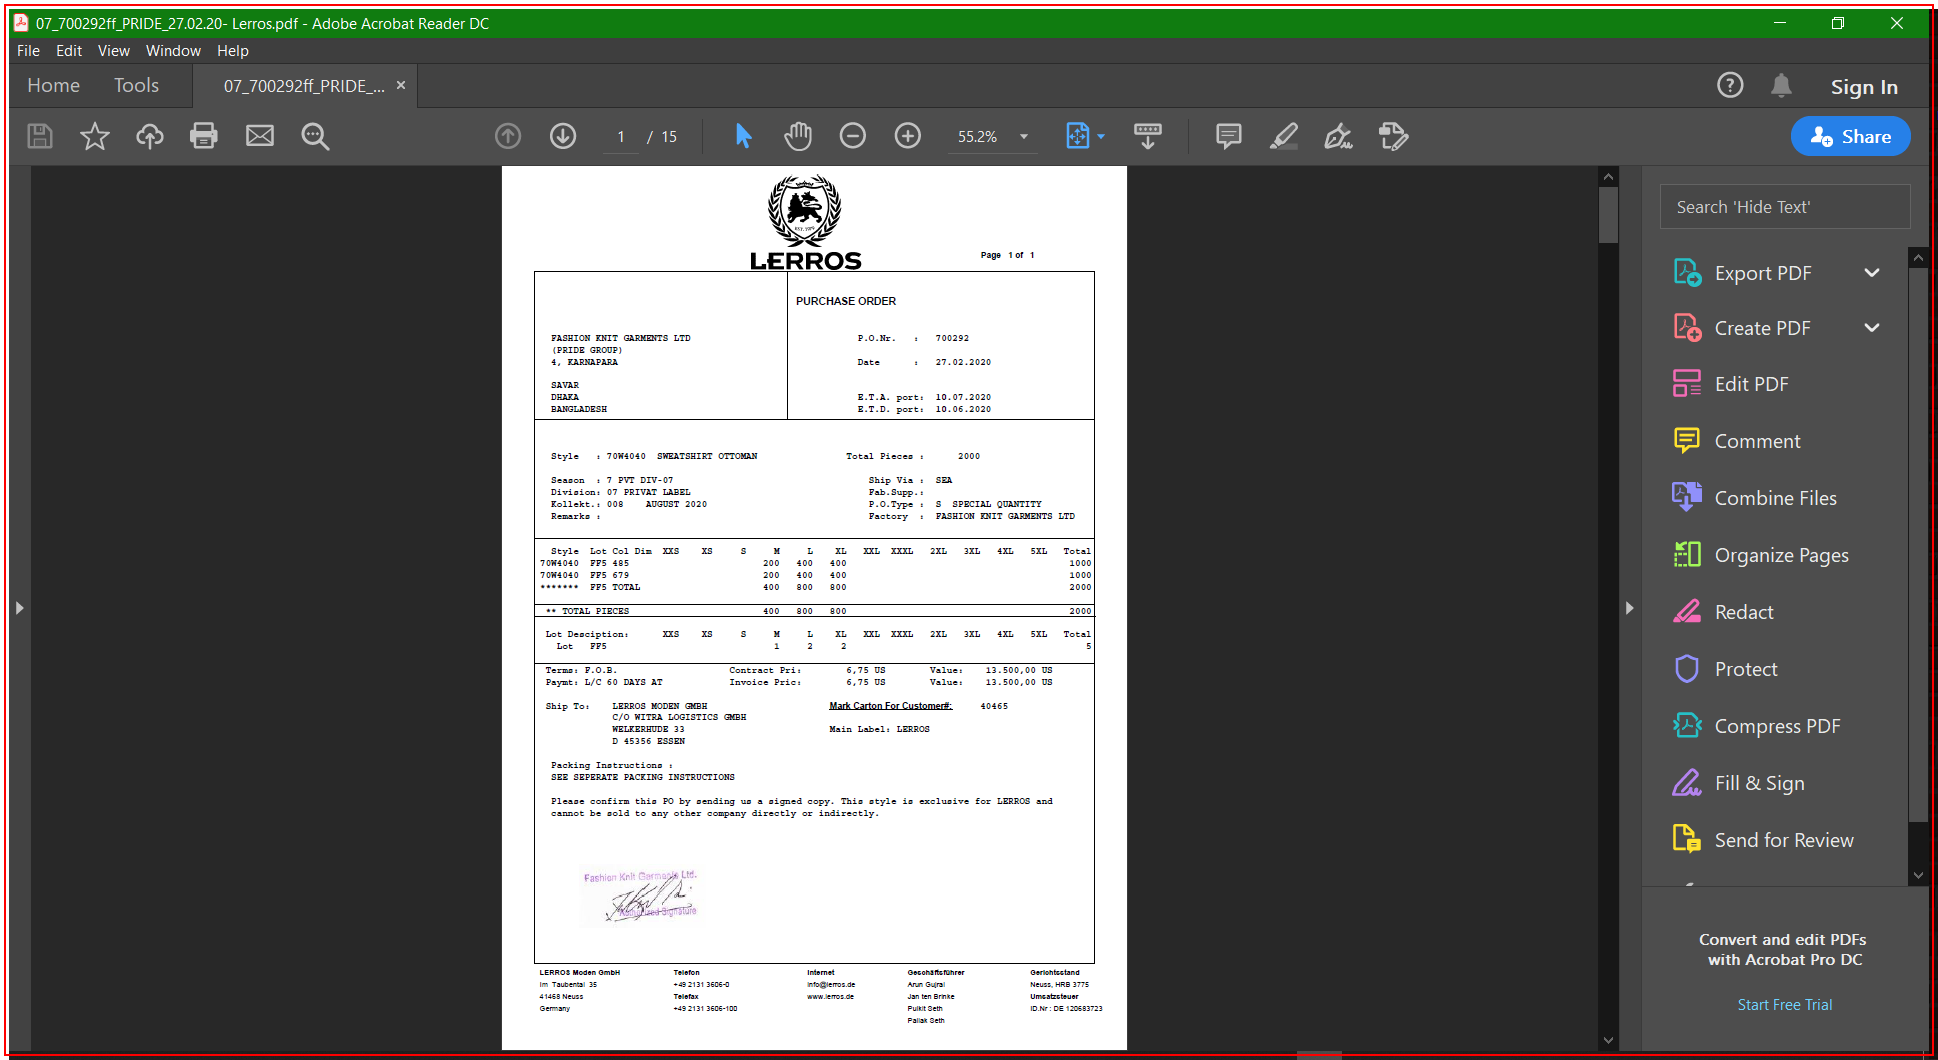 07_700292ff_PRIDE_27.02.20- Lerros.pdf - Adobe Acrobat Reader DC
File Edit View Window Help
Home Tools 07_700292ff_PRIDE_... × Sign In
1 / 15 55.2% Share
EST. 1979
LERROS
Page 1 of 1
PURCHASE ORDER
FASHION KNIT GARMENTS LTD P.O.Nr. : 700292
(PRIDE GROUP)
4, KARNAPARA Date : 27.02.2020
SAVAR
DHAKA E.T.A. port: 10.07.2020
BANGLADESH E.T.D. port: 10.06.2020
Style : 70W4040 SWEATSHIRT OTTOMAN Total Pieces : 2000
Season : 7 PVT DIV-07 Ship Via : SEA
Division: 07 PRIVAT LABEL Fab.Supp.:
Kollekt.: 008 AUGUST 2020 P.O.Type : S SPECIAL QUANTITY
Remarks : Factory : FASHION KNIT GARMENTS LTD
Style Lot Col Dim XXS XS S M L XL XXL XXXL 2XL 3XL 4XL 5XL Total
70W4040 FF5 485 200 400 400 1000
70W4040 FF5 679 200 400 400 1000
******* FF5 TOTAL 400 800 800 2000
** TOTAL PIECES 400 800 800 2000
Lot Desciption: XXS XS S M L XL XXL XXXL 2XL 3XL 4XL 5XL Total
Lot FF5 1 2 2 5
Terms: F.O.B. Contract Pri: 6,75 US Value: 13.500,00 US
Paymt: L/C 60 DAYS AT Invoice Pric: 6,75 US Value: 13.500,00 US
Ship To: LERROS MODEN GMBH Mark Carton For Customer#: 40465
C/O WITRA LOGISTICS GMBH
WELKERHUDE 33 Main Label: LERROS
D 45356 ESSEN
Packing Instructions :
SEE SEPERATE PACKING INSTRUCTIONS
Please confirm this PO by sending us a signed copy. This style is exclusive for LERROS and
cannot be sold to any other company directly or indirectly.
Fashion Knit Garments Ltd.
Authorized Signature
LERROS Moden GmbH Telefon Internet Geschäftsführer Gerichtsstand
Im Taubental 35 +49 2131 3606-0 info@lerros.de Arun Gujral Neuss, HRB 3775
41468 Neuss Telefax www.lerros.de Jan ten Brinke Umsatzsteuer
Germany +49 2131 3606-100 Pulkit Seth ID.Nr : DE 120683723
Pallak Seth
Search 'Hide Text'
Export PDF
Create PDF
Edit PDF
Comment
Combine Files
Organize Pages
Redact
Protect
Compress PDF
Fill & Sign
Send for Review
Convert and edit PDFs
with Acrobat Pro DC
Start Free Trial